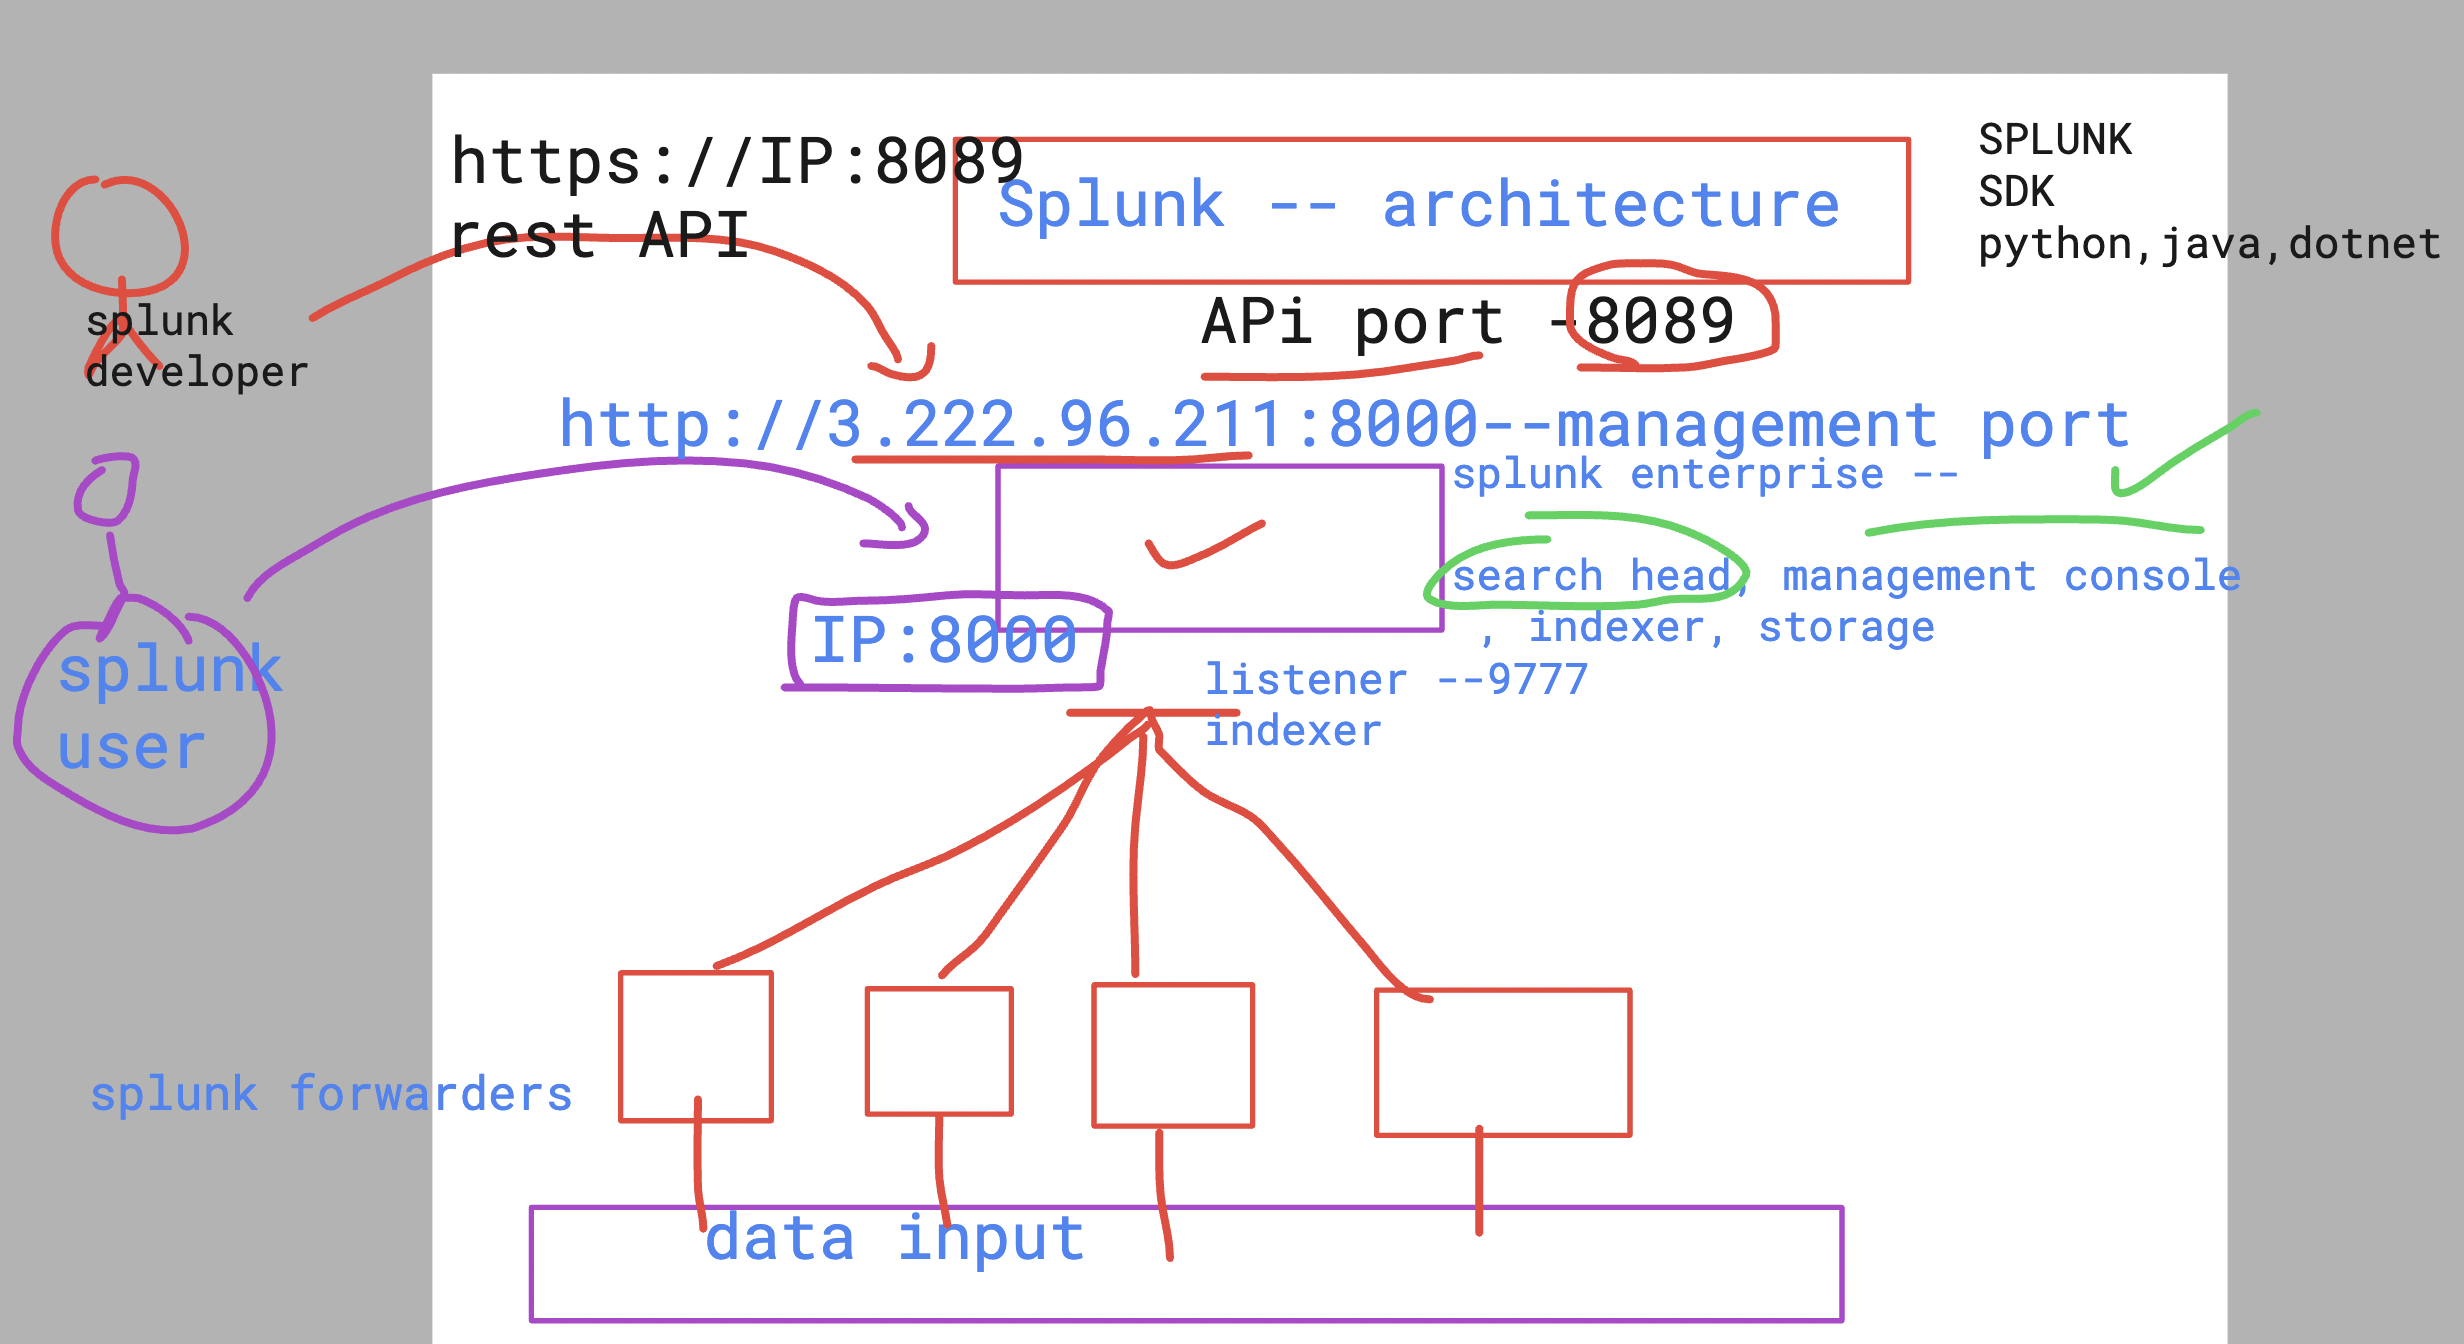 https://IP:8089
rest API
Splunk -- architecture
SPLUNK
SDK
python,java,dotnet
splunk
developer
APi port -8089
http://3.222.96.211:8000--management port
splunk enterprise --
search head, management console
, indexer, storage
IP:8000
splunk
user
listener --9777
indexer
splunk forwarders
data input